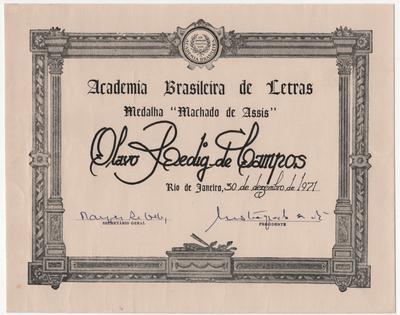 Academia Brasileira de Letras
Medalha "Machado de Assis"
Olavo Redig de Campos
Rio de Janeiro, 30 de dezembro de 1971
SECRETÁRIO GERAL
PRESIDENTE